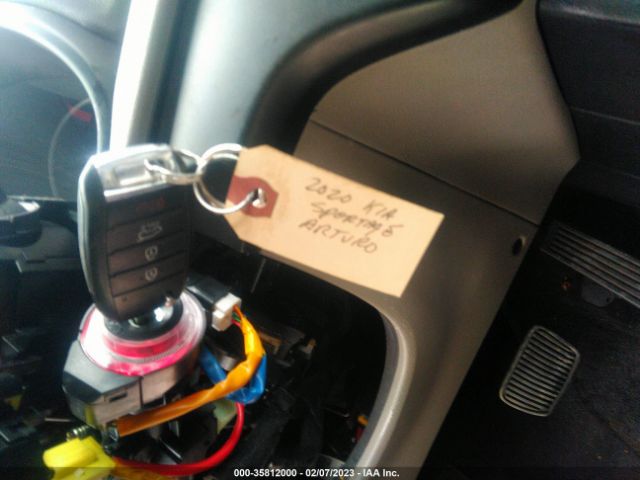 2020 KIA
SPORTAGE
ARTURO
000-35812000 - 02/07/2023 - IAA Inc.